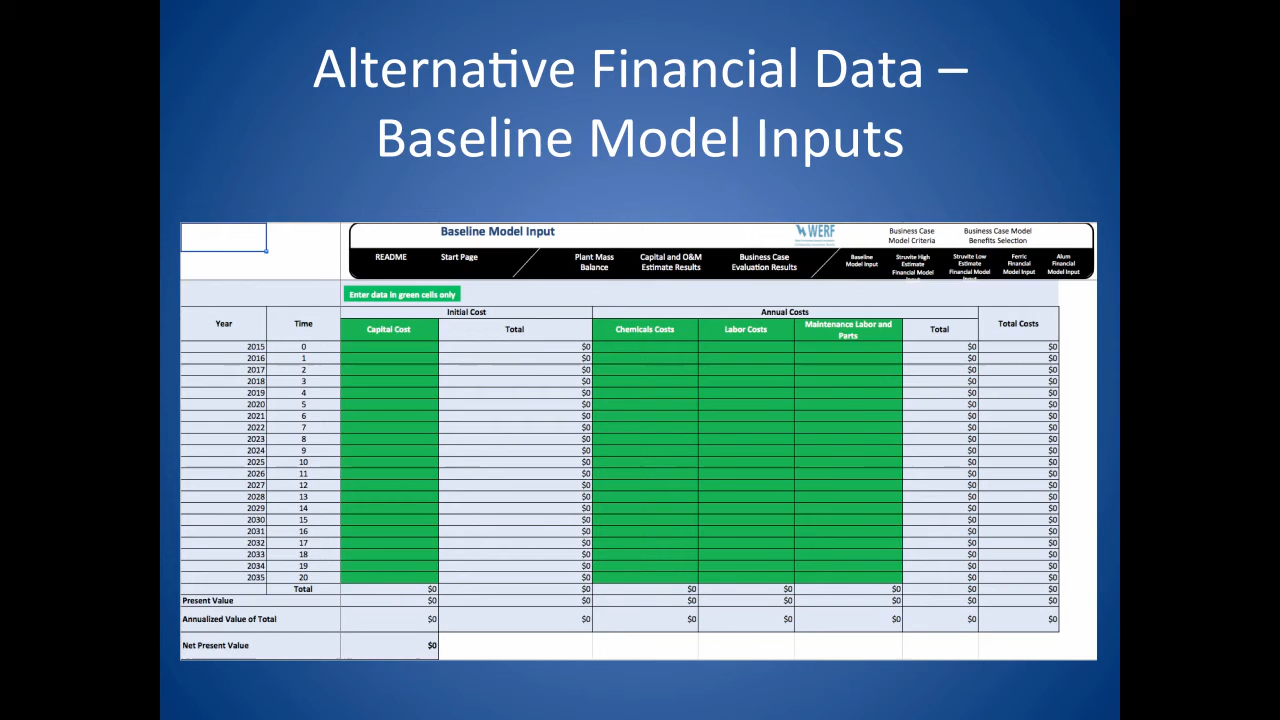 Alternative Financial Data –
Baseline Model Inputs
Baseline Model Input
WERF
Business Case
Model Criteria
Business Case Model
Benefits Selection
README
Start Page
Plant Mass
Balance
Capital and O&M
Estimate Results
Business Case
Evaluation Results
Baseline
Model Input
Struvite High
Estimate
Financial Model
Struvite Low
Estimate
Financial Model
Ferric
Financial
Model Input
Alum
Financial
Model Input
Enter data in green cells only
Year Time Initial Cost Annual Costs Total Costs
Capital Cost Total Chemicals Costs Labor Costs Maintenance Labor and
Parts Total
2015 0 $0 $0 $0
2016 1 $0 $0 $0
2017 2 $0 $0 $0
2018 3 $0 $0 $0
2019 4 $0 $0 $0
2020 5 $0 $0 $0
2021 6 $0 $0 $0
2022 7 $0 $0 $0
2023 8 $0 $0 $0
2024 9 $0 $0 $0
2025 10 $0 $0 $0
2026 11 $0 $0 $0
2027 12 $0 $0 $0
2028 13 $0 $0 $0
2029 14 $0 $0 $0
2030 15 $0 $0 $0
2031 16 $0 $0 $0
2032 17 $0 $0 $0
2033 18 $0 $0 $0
2034 19 $0 $0 $0
2035 20 $0 $0 $0
Total $0 $0 $0 $0 $0 $0 $0
Present Value $0 $0 $0 $0 $0 $0 $0
Annualized Value of Total $0 $0 $0 $0 $0 $0 $0
Net Present Value $0